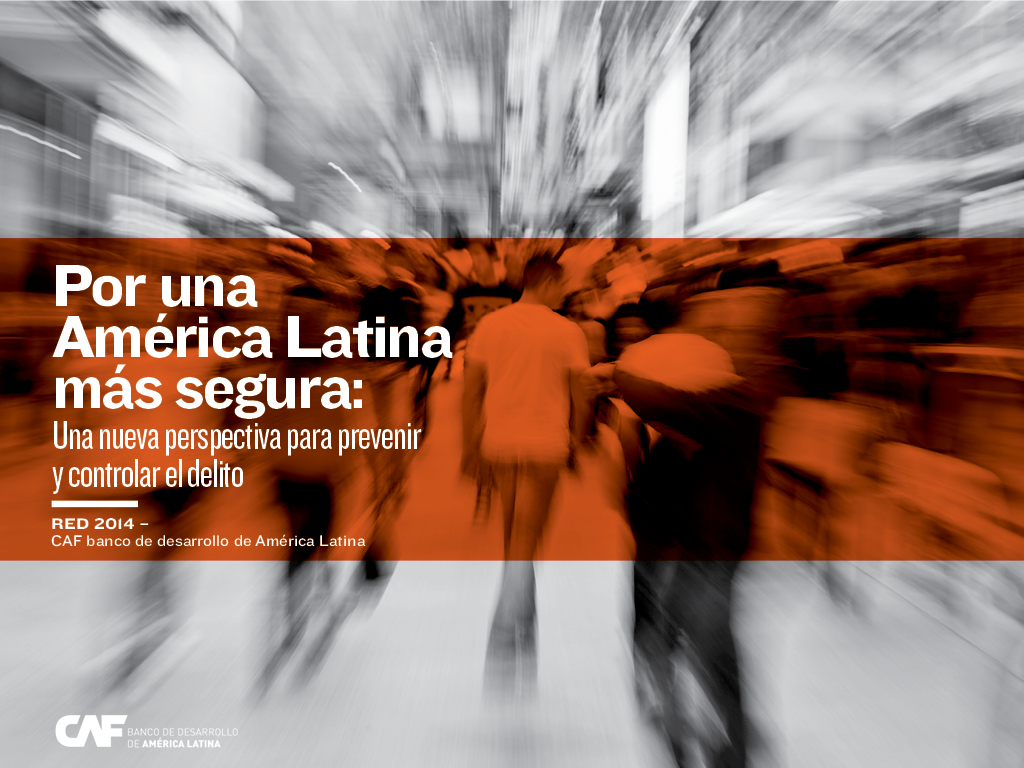 Por una
América Latina
más segura:
Una nueva perspectiva para prevenir
y controlar el delito
RED 2014 –
CAF banco de desarrollo de América Latina
CAF BANCO DE DESARROLLO
DE AMÉRICA LATINA